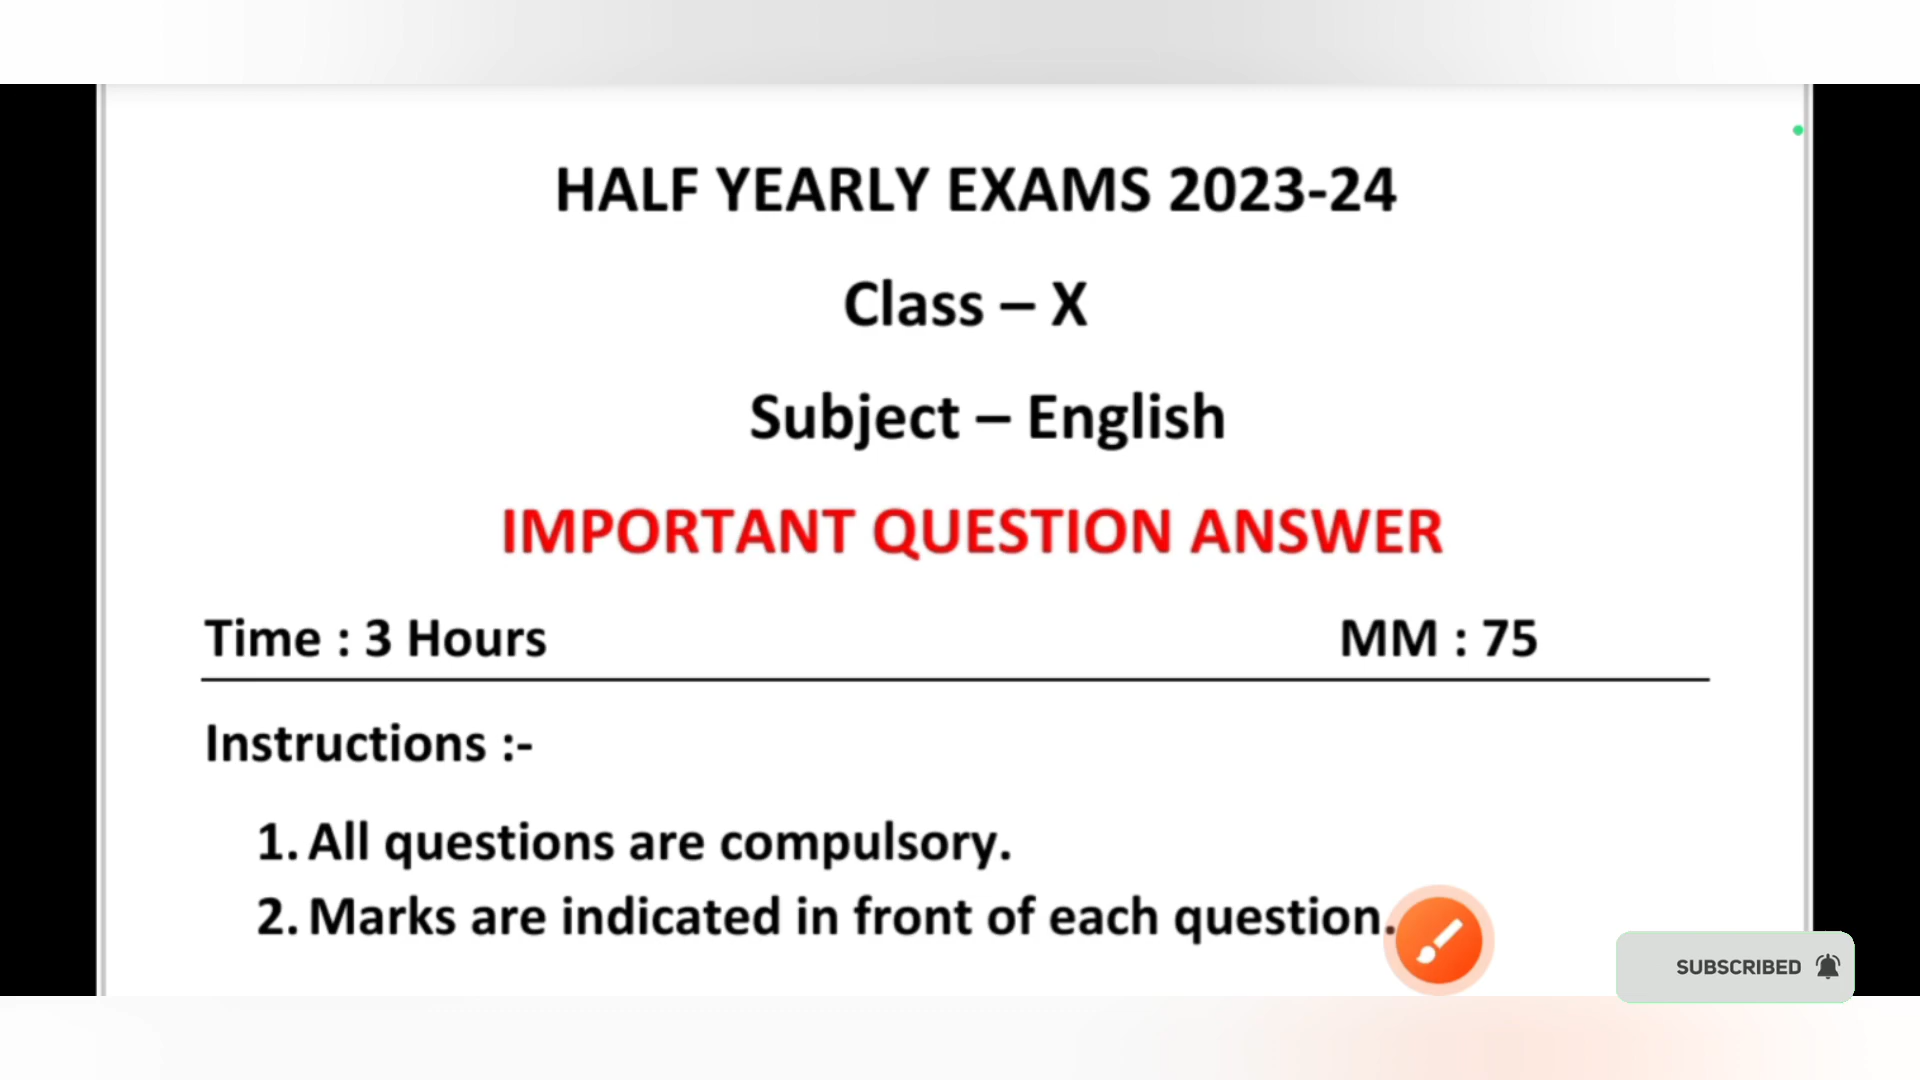 HALF YEARLY EXAMS 2023-24
Class – X
Subject – English
IMPORTANT QUESTION ANSWER
Time : 3 Hours MM : 75
Instructions :-
1. All questions are compulsory.
2. Marks are indicated in front of each question.
SUBSCRIBED